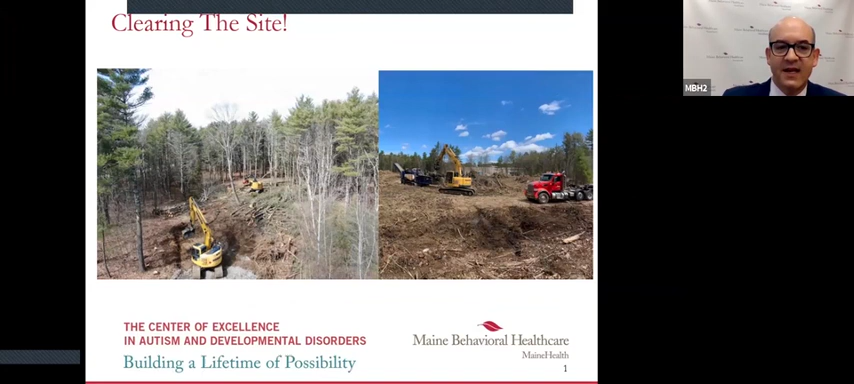 Clearing The Site!
MBH2
THE CENTER OF EXCELLENCE
IN AUTISM AND DEVELOPMENTAL DISORDERS
Building a Lifetime of Possibility
Maine Behavioral Healthcare
MaineHealth
1